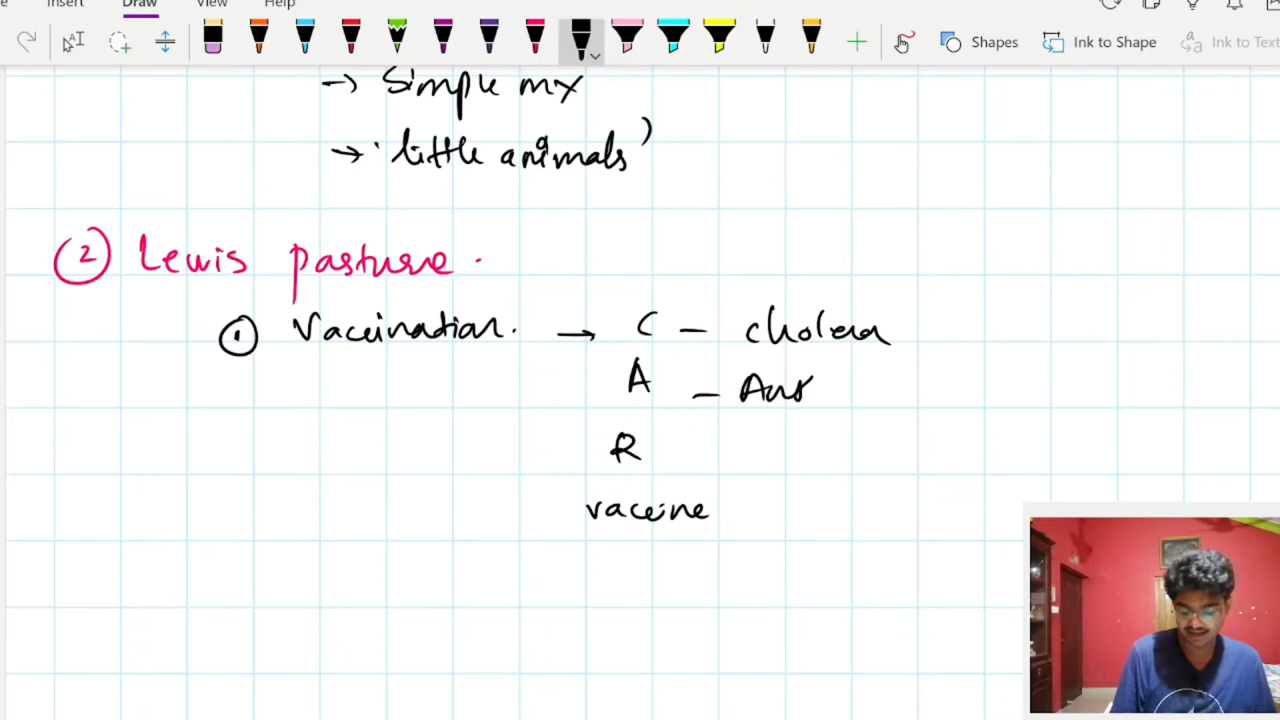 Insert Draw View Help
Shapes Ink to Shape Ink to Text
→ Simple mx
→ 'little animals'
② Lewis pasture.
① Vaccination. → C – cholera
A – Ant
R
vaccine